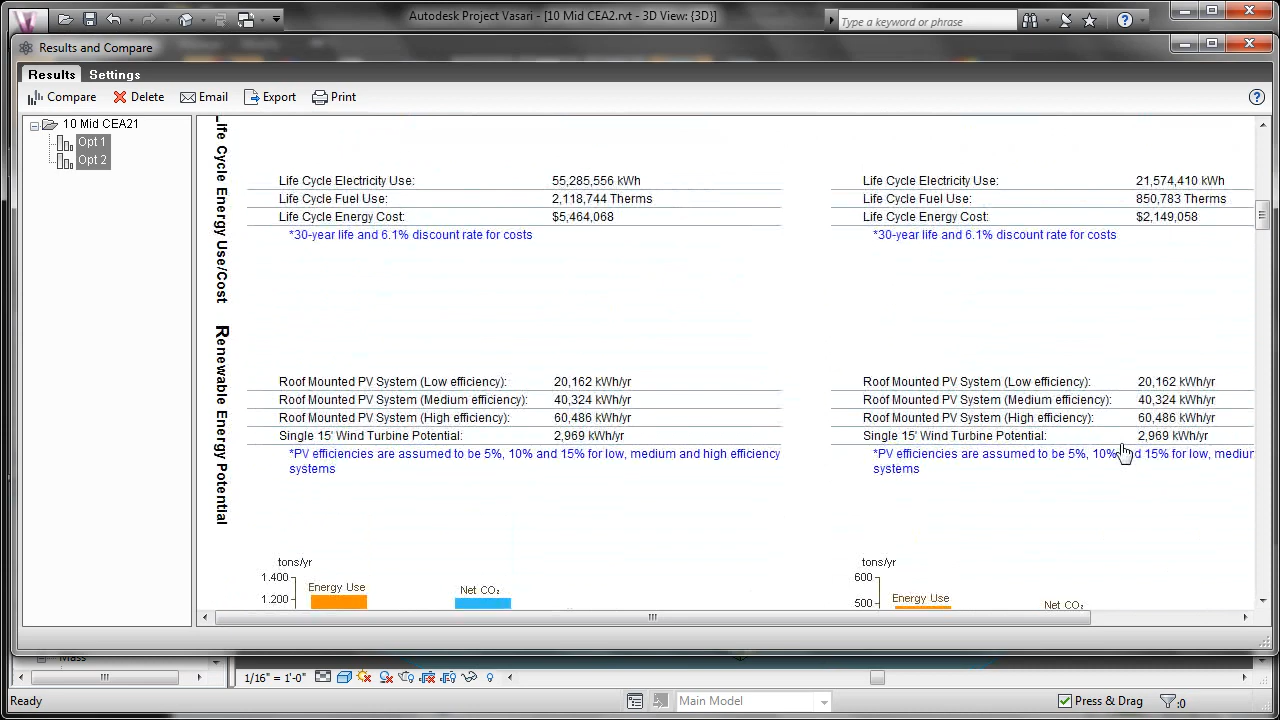 Autodesk Project Vasari - [10 Mid CEA2.rvt - 3D View: {3D}]
Type a keyword or phrase
Results and Compare
Results Settings
Compare Delete Email Export Print
10 Mid CEA21
Opt 1
Opt 2
Life Cycle Energy Use/Cost
Life Cycle Electricity Use: 55,285,556 kWh
Life Cycle Fuel Use: 2,118,744 Therms
Life Cycle Energy Cost: $5,464,068
*30-year life and 6.1% discount rate for costs
Life Cycle Electricity Use: 21,574,410 kWh
Life Cycle Fuel Use: 850,783 Therms
Life Cycle Energy Cost: $2,149,058
*30-year life and 6.1% discount rate for costs
Renewable Energy Potential
Roof Mounted PV System (Low efficiency): 20,162 kWh/yr
Roof Mounted PV System (Medium efficiency): 40,324 kWh/yr
Roof Mounted PV System (High efficiency): 60,486 kWh/yr
Single 15' Wind Turbine Potential: 2,969 kWh/yr
*PV efficiencies are assumed to be 5%, 10% and 15% for low, medium and high efficiency
systems
Roof Mounted PV System (Low efficiency): 20,162 kWh/yr
Roof Mounted PV System (Medium efficiency): 40,324 kWh/yr
Roof Mounted PV System (High efficiency): 60,486 kWh/yr
Single 15' Wind Turbine Potential: 2,969 kWh/yr
*PV efficiencies are assumed to be 5%, 10% and 15% for low, medium
systems
tons/yr
1.400
Energy Use
Net CO₂
1.200
tons/yr
600
Energy Use
500
Net CO₂
Mass
1/16" = 1'-0"
Ready
Main Model
Press & Drag
:0